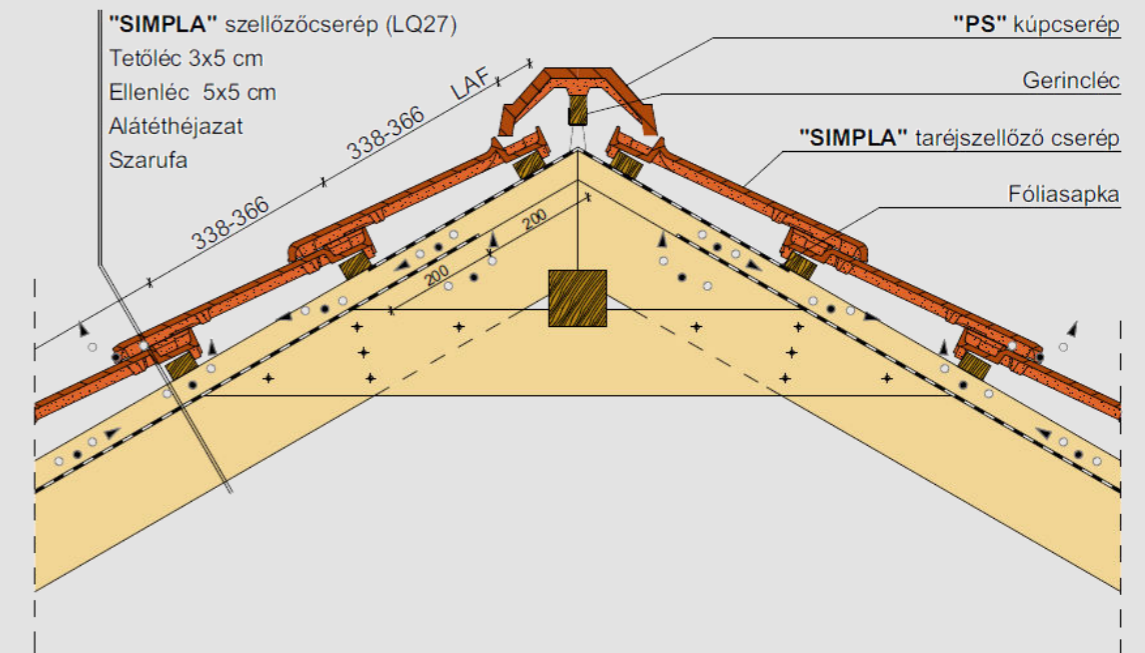 "SIMPLA" szellőzőcserép (LQ27)
Tetőléc 3x5 cm
Ellenléc 5x5 cm
Alátéthéjazat
Szarufa
"PS" kúpcserép
Gerincléc
"SIMPLA" taréjszellőző cserép
Fóliasapka
LAF
338-366
338-366
200
200